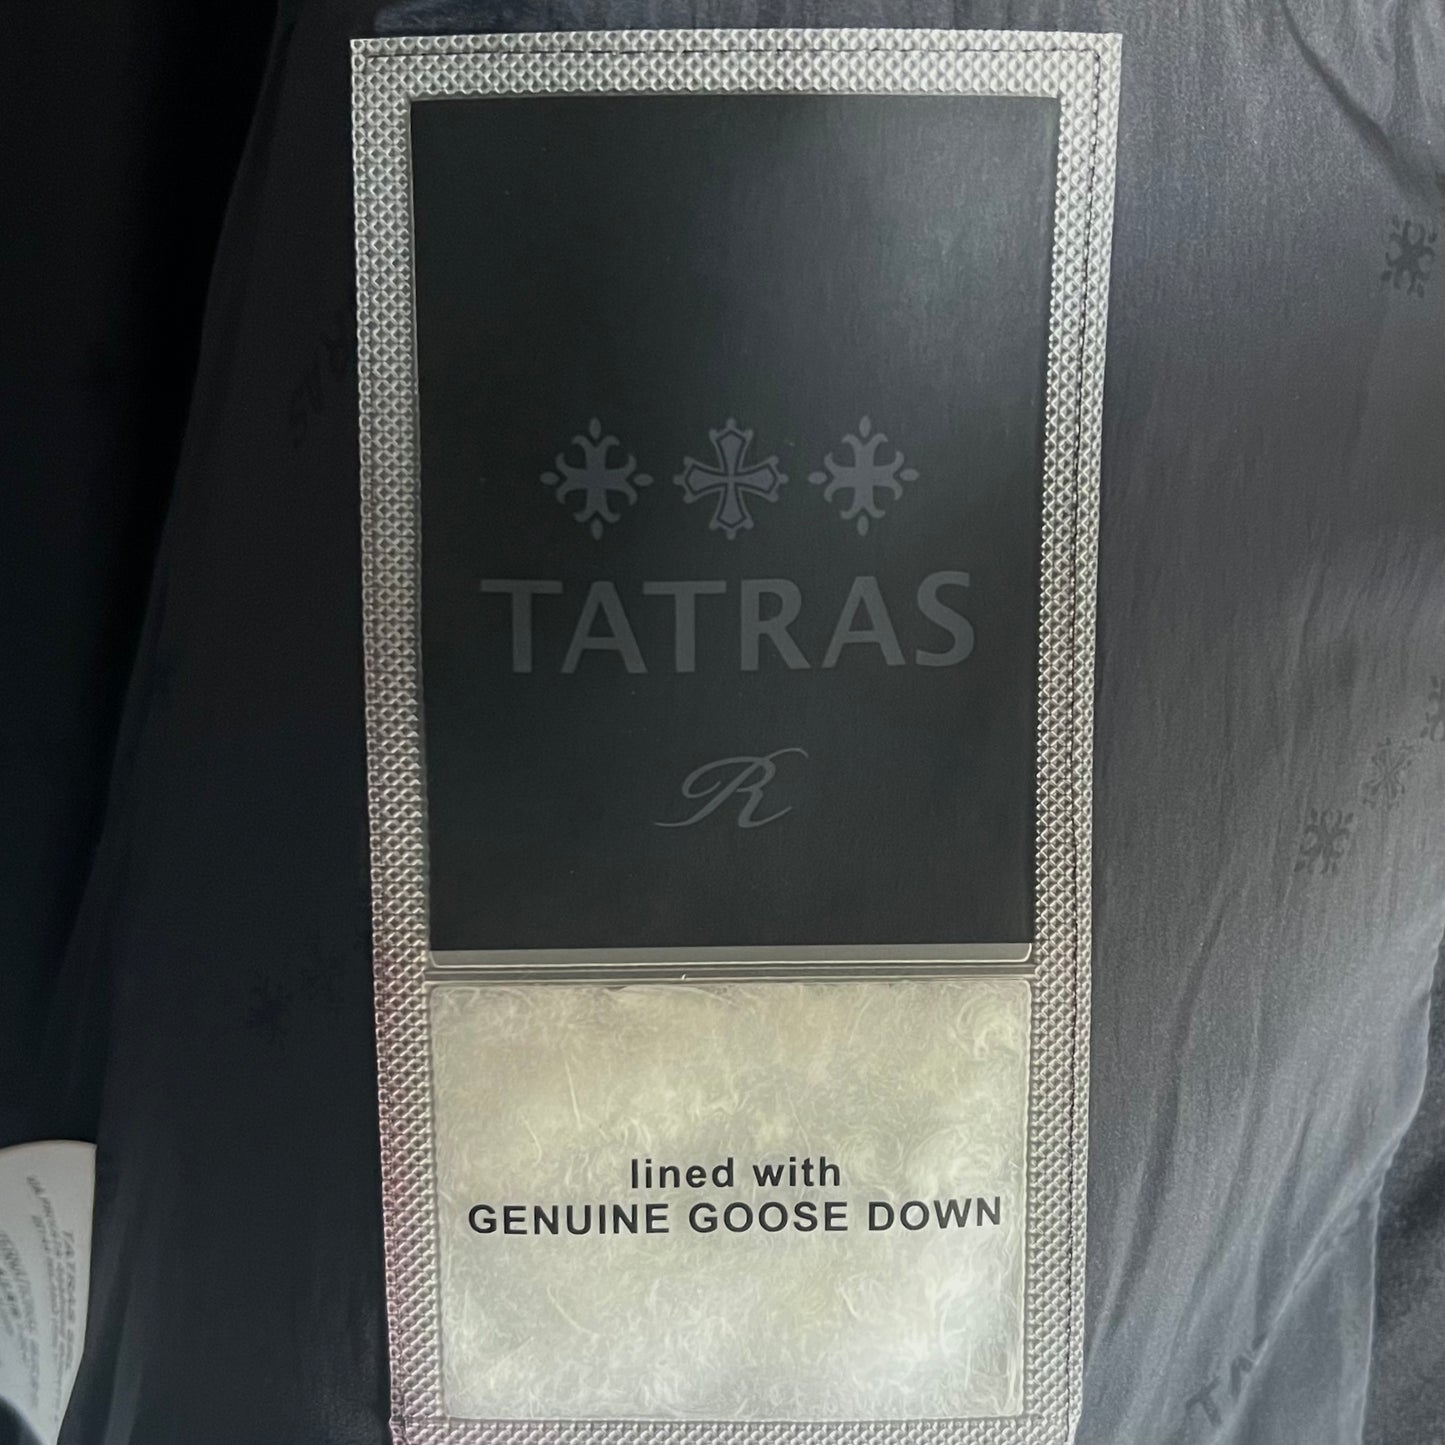 TATRAS
R
lined with
GENUINE GOOSE DOWN